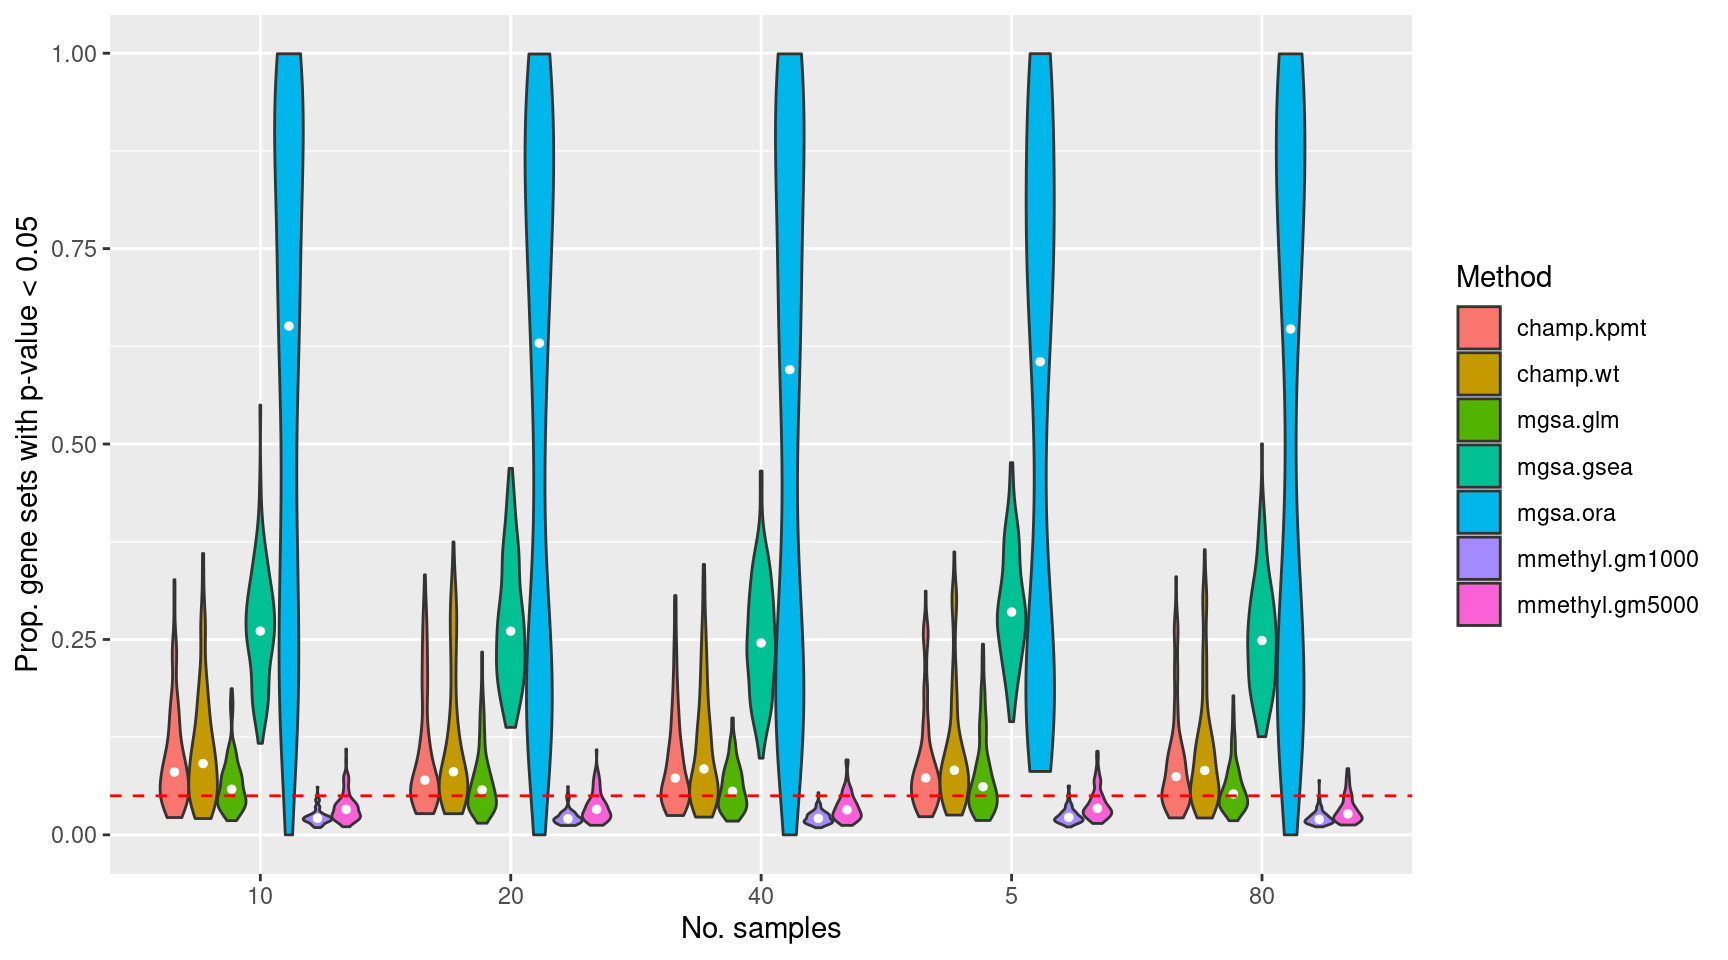 Prop. gene sets with p-value < 0.05
1.00
0.75
0.50
0.25
0.00
10
20
40
5
80
No. samples
Method
champ.kpmt
champ.wt
mgsa.glm
mgsa.gsea
mgsa.ora
mmethyl.gm1000
mmethyl.gm5000